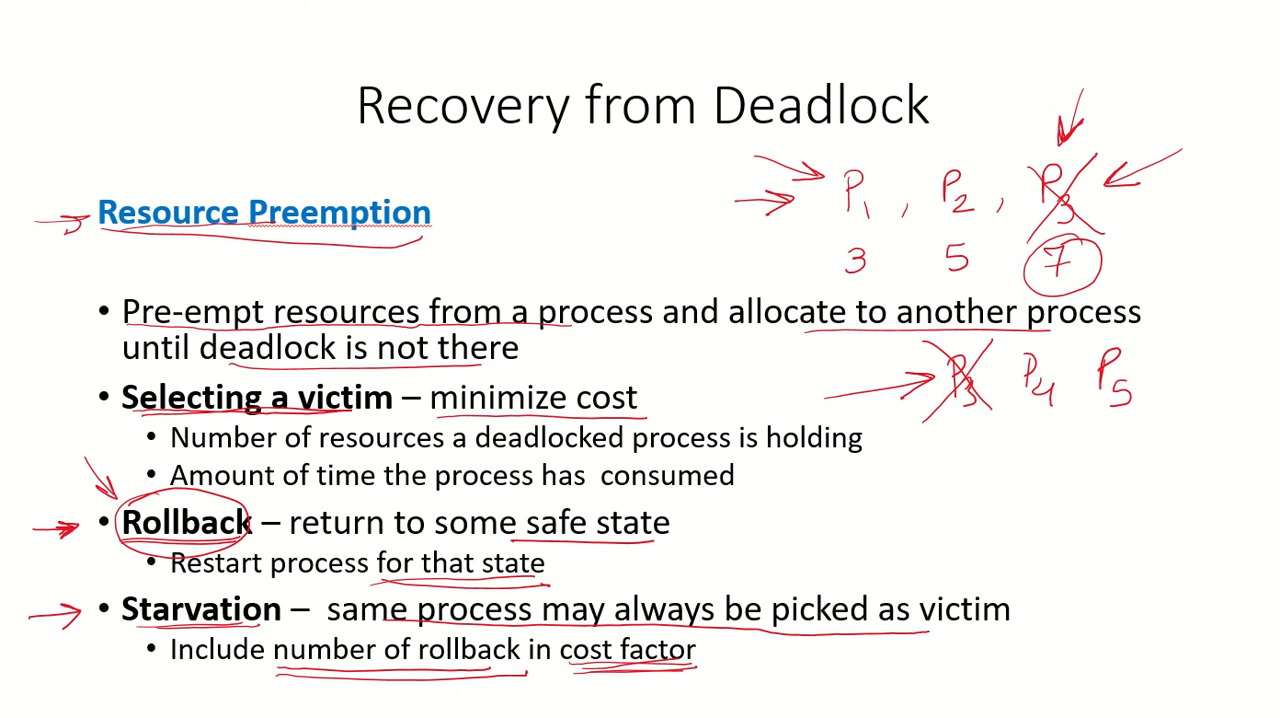 Recovery from Deadlock
P1 , P2 , P3
3 5 7
Resource Preemption
• Pre-empt resources from a process and allocate to another process
until deadlock is not there
P3 P4 P5
• Selecting a victim – minimize cost
• Number of resources a deadlocked process is holding
• Amount of time the process has consumed
• Rollback – return to some safe state
• Restart process for that state
• Starvation – same process may always be picked as victim
• Include number of rollback in cost factor